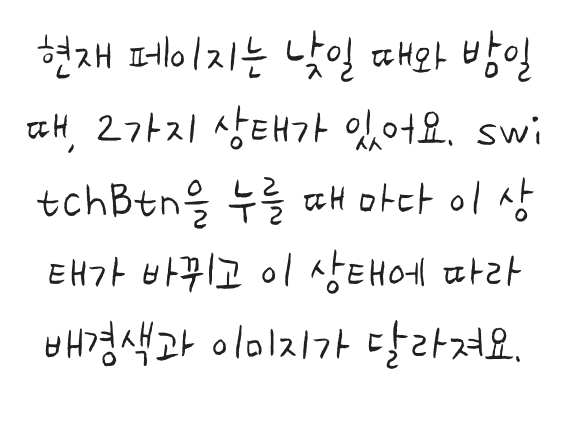 현재 페이지는 낮일 때와 밤일
때, 2가지 상태가 있어요. swi
tchBtn을 누를 때 마다 이 상
태가 바뀌고 이 상태에 따라
배경색과 이미지가 달라져요.